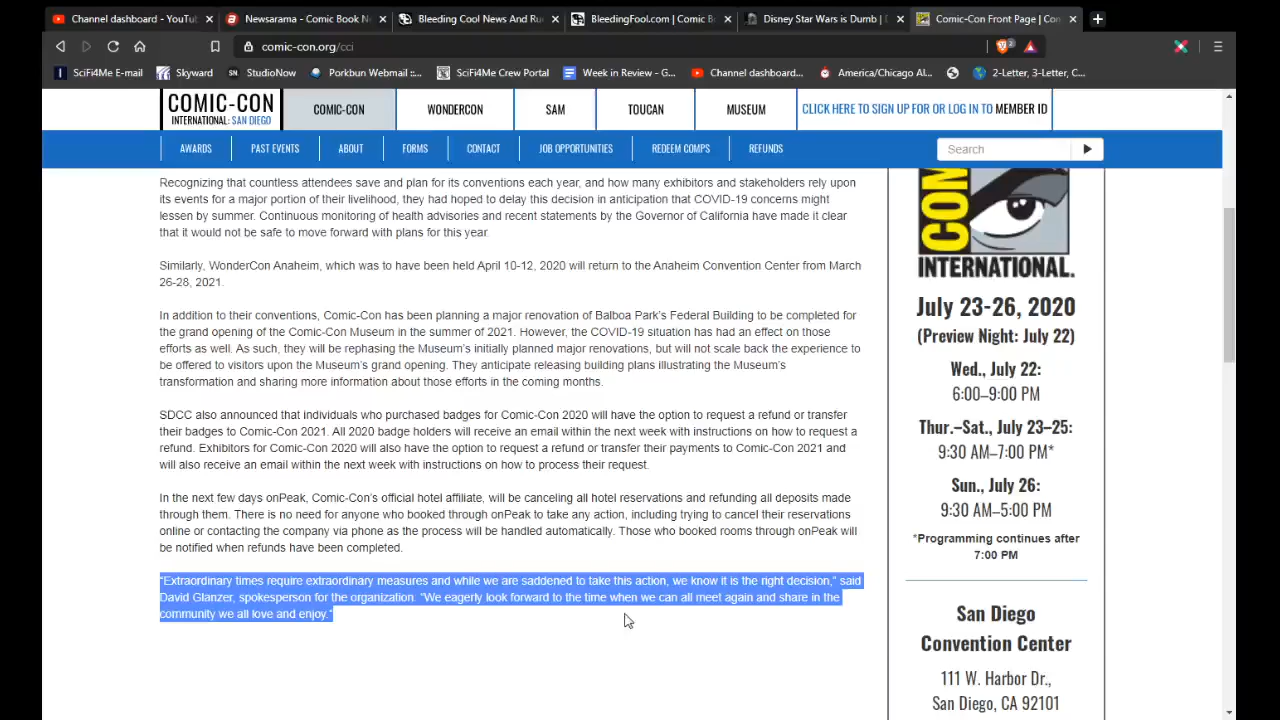 Channel dashboard - YouTu
Newsarama - Comic Book N
Bleeding Cool News And Ru
BleedingFool.com | Comic B
Disney Star Wars is Dumb | D
Comic-Con Front Page | Con
comic-con.org/cci
2
SciFi4Me E-mail
Skyward
SN StudioNow
Porkbun Webmail ::...
SciFi4Me Crew Portal
Week in Review - G...
Channel dashboard...
America/Chicago Al...
2-Letter, 3-Letter, C...
COMIC-CON
INTERNATIONAL: SAN DIEGO
COMIC-CON
WONDERCON
SAM
TOUCAN
MUSEUM
CLICK HERE TO SIGN UP FOR OR LOG IN TO MEMBER ID
AWARDS
PAST EVENTS
ABOUT
FORMS
CONTACT
JOB OPPORTUNITIES
REDEEM COMPS
REFUNDS
Search
Recognizing that countless attendees save and plan for its conventions each year, and how many exhibitors and stakeholders rely upon
its events for a major portion of their livelihood, they had hoped to delay this decision in anticipation that COVID-19 concerns might
lessen by summer. Continuous monitoring of health advisories and recent statements by the Governor of California have made it clear
that it would not be safe to move forward with plans for this year.
Similarly, WonderCon Anaheim, which was to have been held April 10-12, 2020 will return to the Anaheim Convention Center from March
26-28, 2021.
In addition to their conventions, Comic-Con has been planning a major renovation of Balboa Park's Federal Building to be completed for
the grand opening of the Comic-Con Museum in the summer of 2021. However, the COVID-19 situation has had an effect on those
efforts as well. As such, they will be rephasing the Museum's initially planned major renovations, but will not scale back the experience to
be offered to visitors upon the Museum's grand opening. They anticipate releasing building plans illustrating the Museum's
transformation and sharing more information about those efforts in the coming months.
SDCC also announced that individuals who purchased badges for Comic-Con 2020 will have the option to request a refund or transfer
their badges to Comic-Con 2021. All 2020 badge holders will receive an email within the next week with instructions on how to request a
refund. Exhibitors for Comic-Con 2020 will also have the option to request a refund or transfer their payments to Comic-Con 2021 and
will also receive an email within the next week with instructions on how to process their request.
In the next few days onPeak, Comic-Con's official hotel affiliate, will be canceling all hotel reservations and refunding all deposits made
through them. There is no need for anyone who booked through onPeak to take any action, including trying to cancel their reservations
online or contacting the company via phone as the process will be handled automatically. Those who booked rooms through onPeak will
be notified when refunds have been completed.
"Extraordinary times require extraordinary measures and while we are saddened to take this action, we know it is the right decision," said
David Glanzer, spokesperson for the organization. "We eagerly look forward to the time when we can all meet again and share in the
community we all love and enjoy."
CON
INTERNATIONAL.
July 23-26, 2020
(Preview Night: July 22)
Wed., July 22:
6:00–9:00 PM
Thur.–Sat., July 23–25:
9:30 AM–7:00 PM*
Sun., July 26:
9:30 AM–5:00 PM
*Programming continues after
7:00 PM
San Diego
Convention Center
111 W. Harbor Dr.,
San Diego, CA 92101